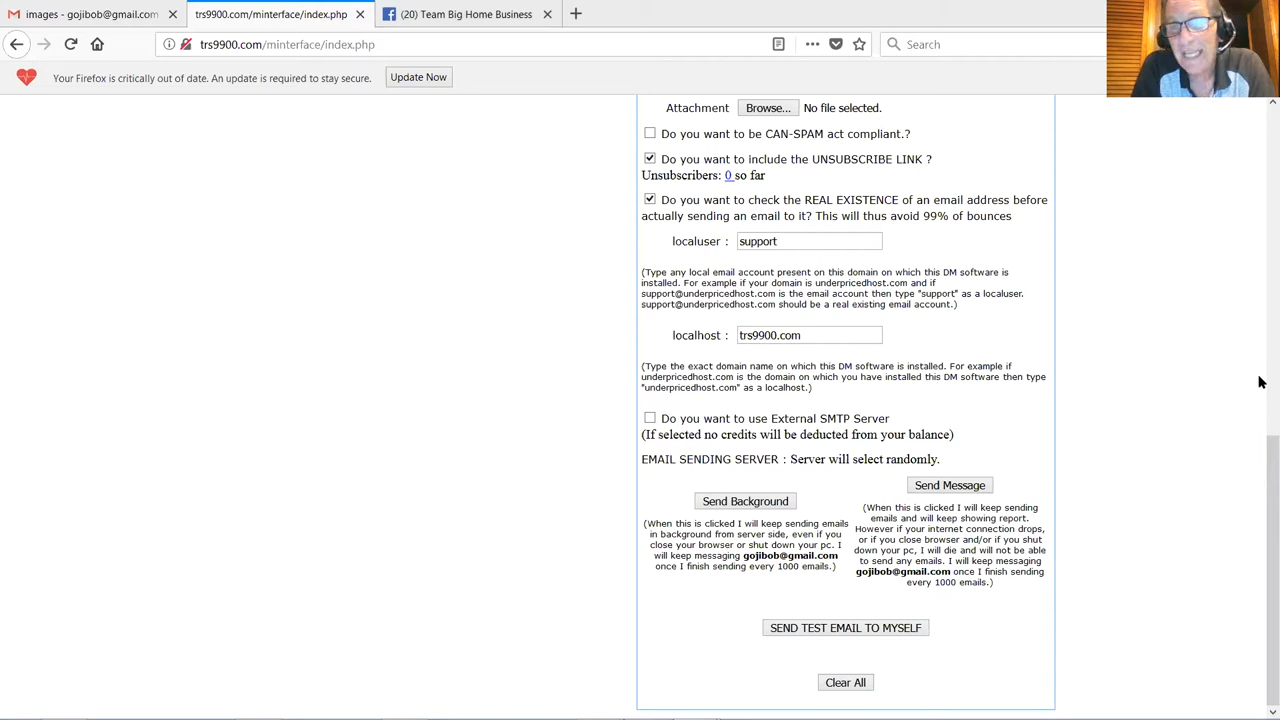 images - gojibob@gmail.com
trs9900.com/minterface/index.php
(20) Team Big Home Business
trs9900.com/minterface/index.php
Search
Your Firefox is critically out of date. An update is required to stay secure.
Update Now
Attachment Browse... No file selected.
Do you want to be CAN-SPAM act compliant.?
Do you want to include the UNSUBSCRIBE LINK ?
Unsubscribers: 0 so far
Do you want to check the REAL EXISTENCE of an email address before
actually sending an email to it? This will thus avoid 99% of bounces
localuser : support
(Type any local email account present on this domain on which this DM software is
installed. For example if your domain is underpricedhost.com and if
support@underpricedhost.com is the email account then type "support" as a localuser.
support@underpricedhost.com should be a real existing email account.)
localhost : trs9900.com
(Type the exact domain name on which this DM software is installed. For example if
underpricedhost.com is the domain on which you have installed this DM software then type
"underpricedhost.com" as a localhost.)
Do you want to use External SMTP Server
(If selected no credits will be deducted from your balance)
EMAIL SENDING SERVER : Server will select randomly.
Send Background
(When this is clicked I will keep sending emails
in background from server side, even if you
close your browser or shut down your pc. I
will keep messaging gojibob@gmail.com
once I finish sending every 1000 emails.)
Send Message
(When this is clicked I will keep sending
emails and will keep showing report.
However if your internet connection drops,
or if you close browser and/or if you shut
down your pc, I will die and will not be able
to send any emails. I will keep messaging
gojibob@gmail.com once I finish sending
every 1000 emails.)
SEND TEST EMAIL TO MYSELF
Clear All